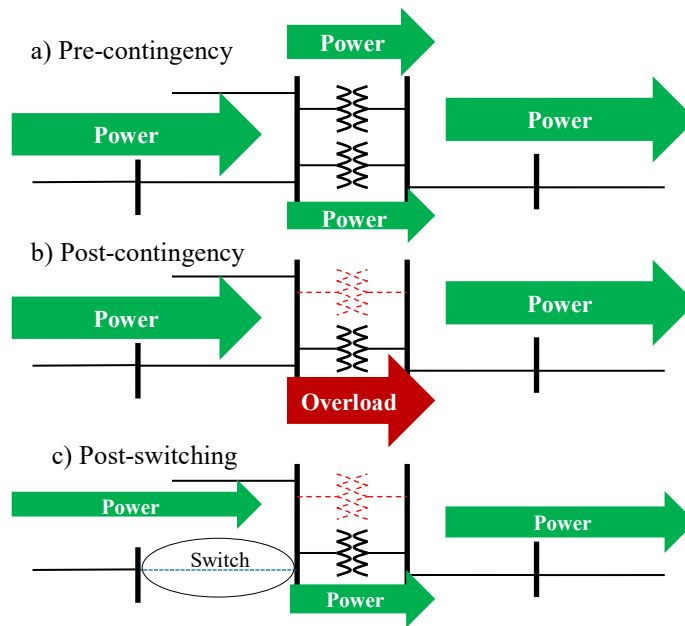 Power
a) Pre-contingency
Power
Power
Power
b) Post-contingency
Power
Power
Overload
c) Post-switching
Power
Power
Switch
Power